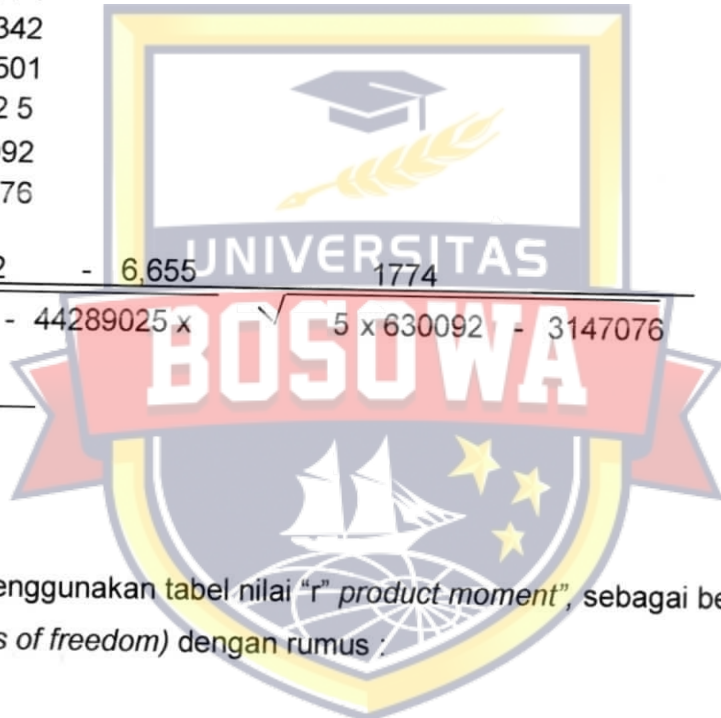 342
501
2 5
92
76
UNIVERSITAS
2 - 6,655 1774
- 44289025 x √ 5 x 630092 - 3147076
BOSOWA
enggunakan tabel nilai "r" product moment", sebagai be
s of freedom) dengan rumus :